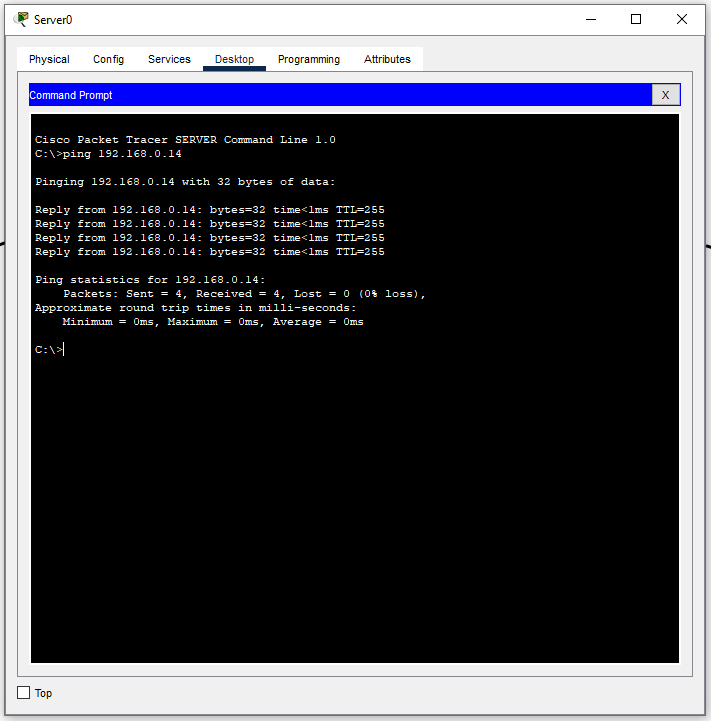 Server0
Physical Config Services Desktop Programming Attributes
Command Prompt X
Cisco Packet Tracer SERVER Command Line 1.0
C:\>ping 192.168.0.14
Pinging 192.168.0.14 with 32 bytes of data:
Reply from 192.168.0.14: bytes=32 time<1ms TTL=255
Reply from 192.168.0.14: bytes=32 time<1ms TTL=255
Reply from 192.168.0.14: bytes=32 time<1ms TTL=255
Reply from 192.168.0.14: bytes=32 time<1ms TTL=255
Ping statistics for 192.168.0.14:
Packets: Sent = 4, Received = 4, Lost = 0 (0% loss),
Approximate round trip times in milli-seconds:
Minimum = 0ms, Maximum = 0ms, Average = 0ms
C:\>
Top